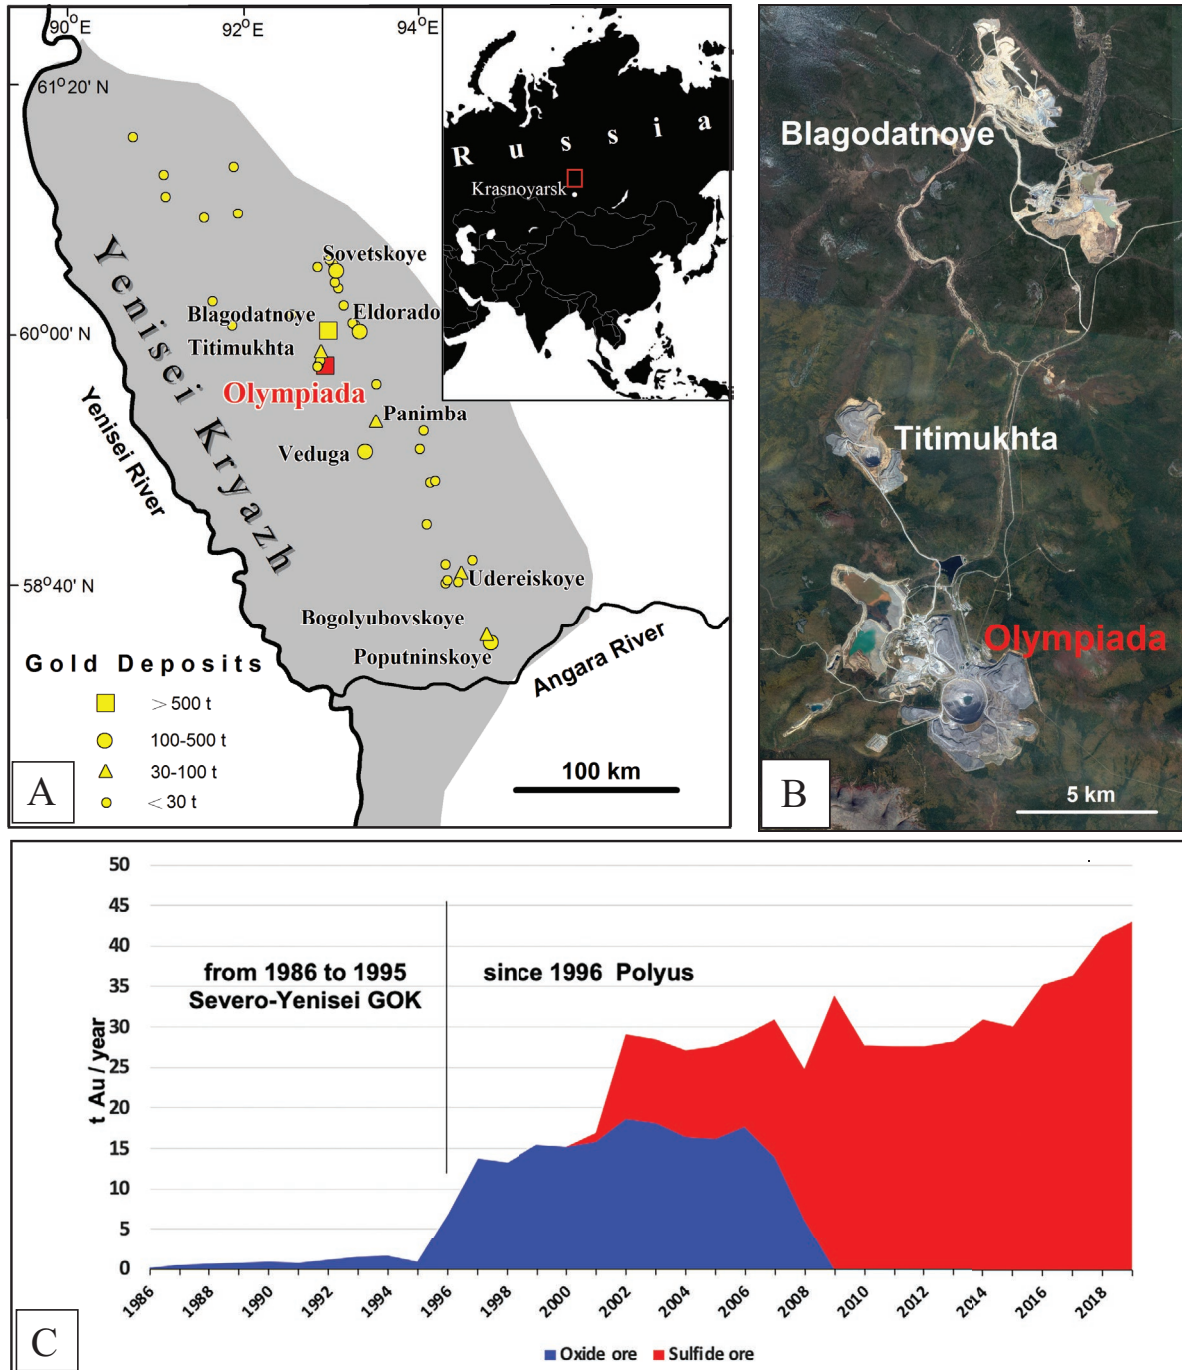 90°E
92°E
94°E
61°20' N
60°00' N
58°40' N
Russia
Krasnoyarsk
Sovetskoye
Blagodatnoye
Eldorado
Titimukhta
Olympiada
Panimba
Veduga
Yenisei Kryazh
Yenisei River
Udereiskoye
Bogolyubovskoye
Poputninskoye
Angara River
Gold Deposits
>500 t
100-500 t
30-100 t
<30 t
100 km
A
Blagodatnoye
Titimukhta
Olympiada
5 km
B
50
45
40
35
30
25
20
15
10
5
0
t Au / year
from 1986 to 1995
Severo-Yenisei GOK
since 1996 Polyus
1986
1988
1990
1992
1994
1996
1998
2000
2002
2004
2006
2008
2010
2012
2014
2016
2018
Oxide ore
Sulfide ore
C